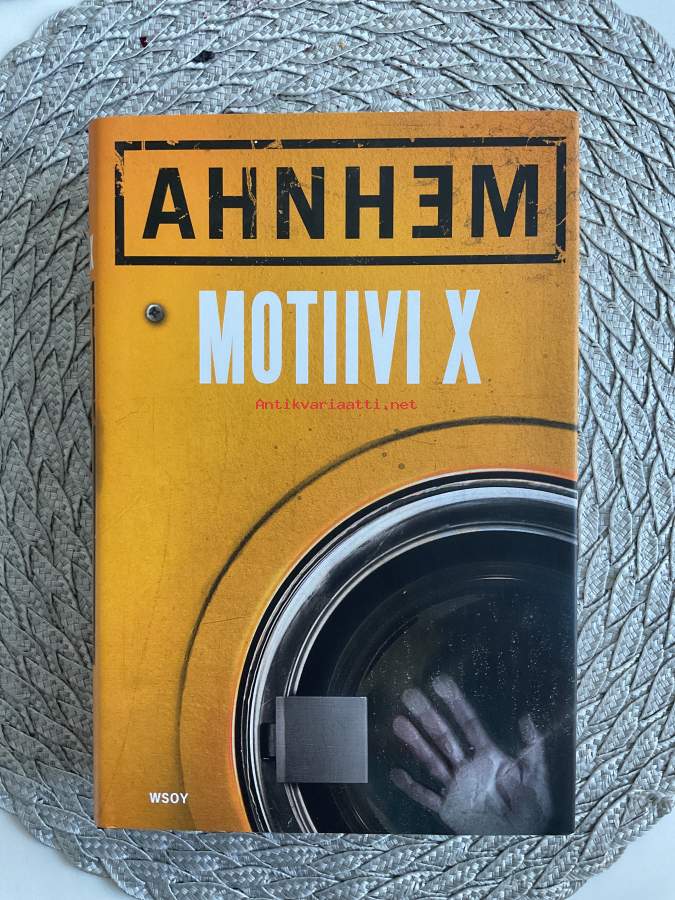 AHNHEM
MOTIIVI X
Antikvariaatti.net
WSOY